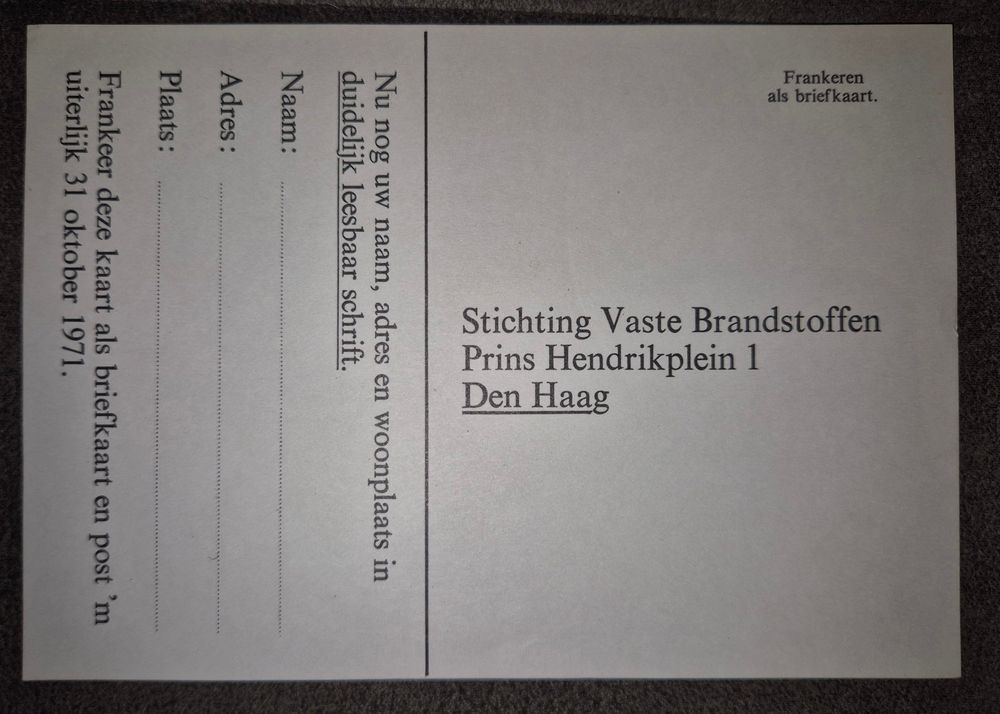 Frankeren
als briefkaart.
Stichting Vaste Brandstoffen
Prins Hendrikplein 1
Den Haag
Nu nog uw naam, adres en woonplaats in
duidelijk leesbaar schrift.
Naam:
Adres:
Plaats:
Frankeer deze kaart als briefkaart en post 'm
uiterlijk 31 oktober 1971.